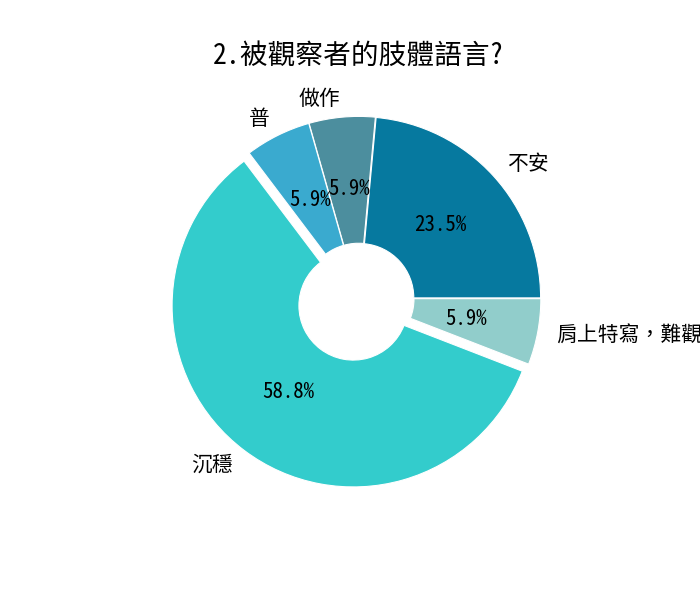 2.被觀察者的肢體語言?
做作
普
不安
5.9%
5.9%
23.5%
5.9%
肩上特寫，難觀
58.8%
沉穩